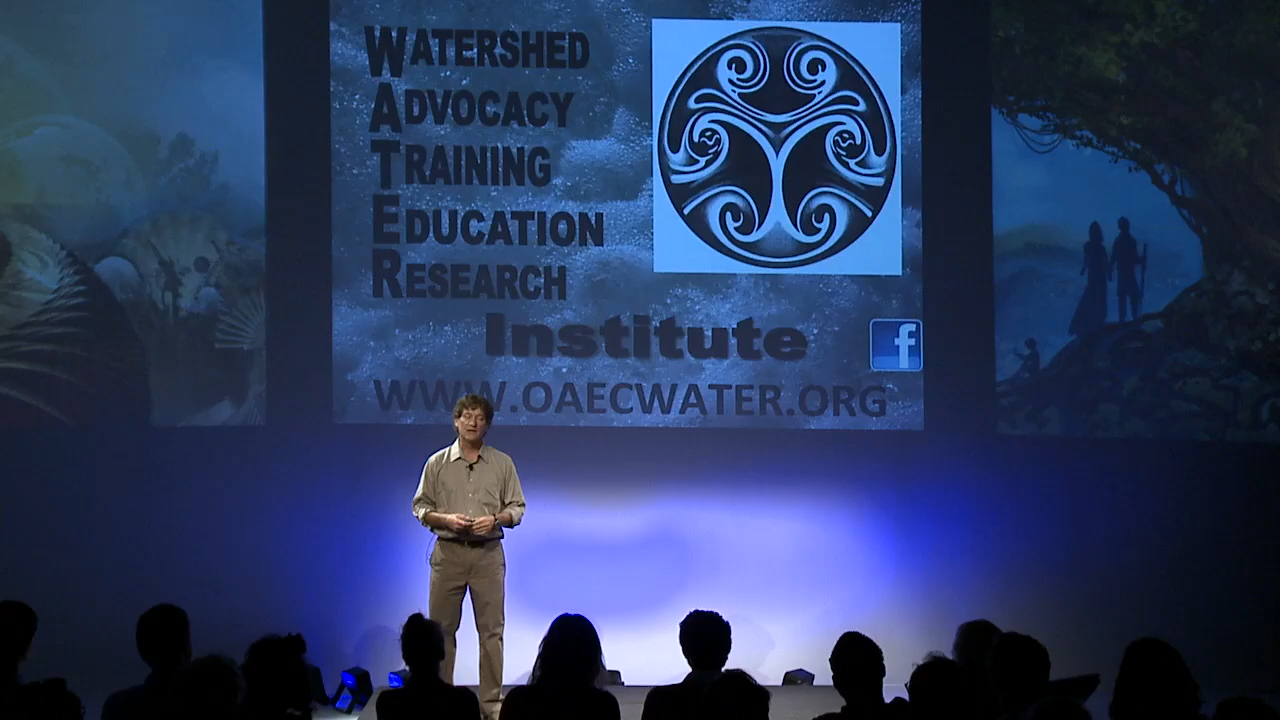 WATERSHED
ADVOCACY
TRAINING
EDUCATION
RESEARCH
Institute
f
WWW.OAECWATER.ORG